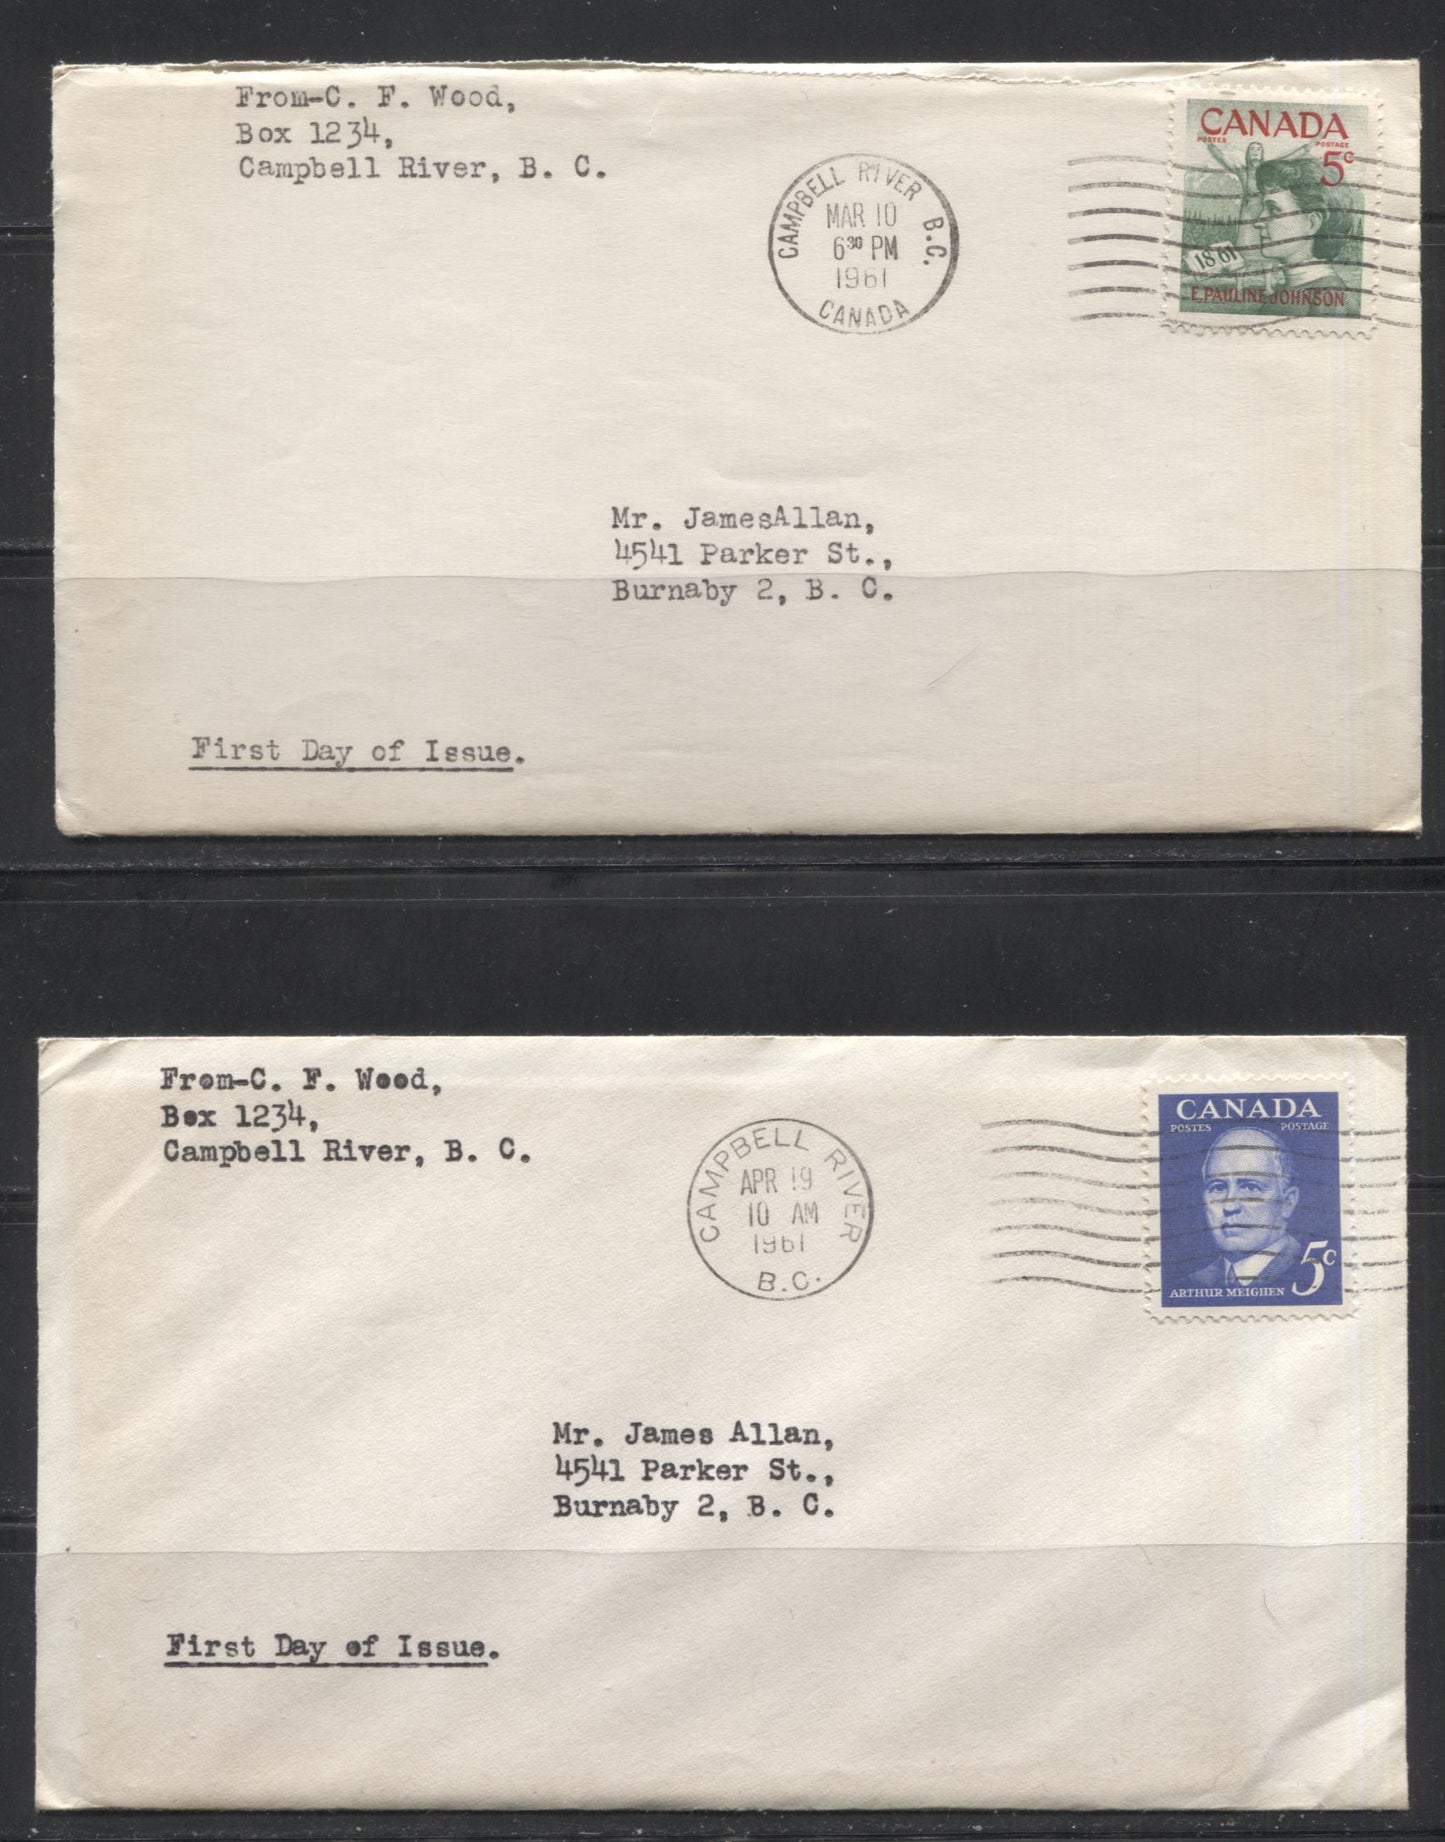 From-C. F. Wood,
Box 1234,
Campbell River, B. C.
CAMPBELL RIVER B.C.
MAR 10
6 30 PM
1961
CANADA
CANADA
POSTES POSTAGE
5c
1861
E. PAULINE JOHNSON
Mr. JamesAllan,
4541 Parker St.,
Burnaby 2, B. C.
First Day of Issue.
From-C. F. Wood,
Box 1234,
Campbell River, B. C.
CAMPBELL RIVER
APR 19
10 AM
1961
B.C.
CANADA
POSTES POSTAGE
5c
ARTHUR MEIGHEN
Mr. James Allan,
4541 Parker St.,
Burnaby 2, B. C.
First Day of Issue.